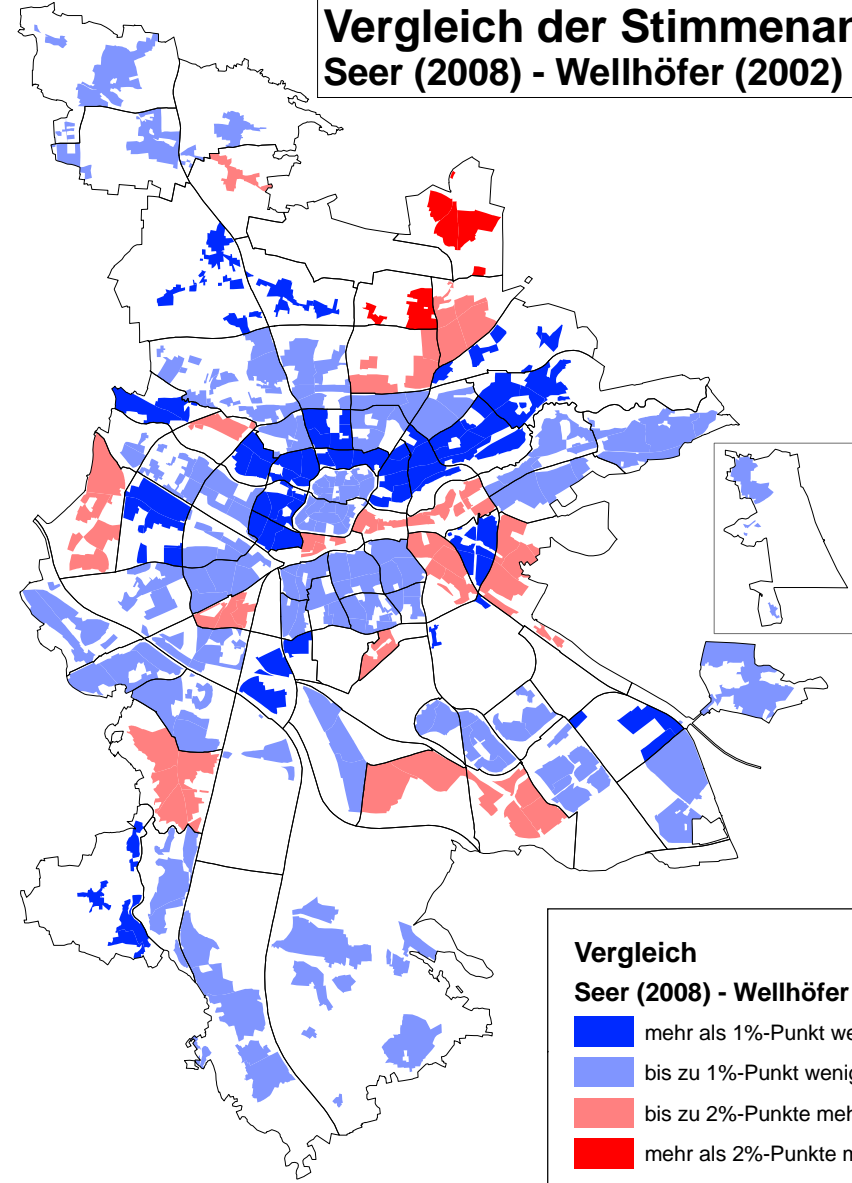 Vergleich der Stimmenan
Seer (2008) - Wellhöfer (2002)
Vergleich
Seer (2008) - Wellhöfer
mehr als 1%-Punkt we
bis zu 1%-Punkt wenig
bis zu 2%-Punkte meh
mehr als 2%-Punkte m